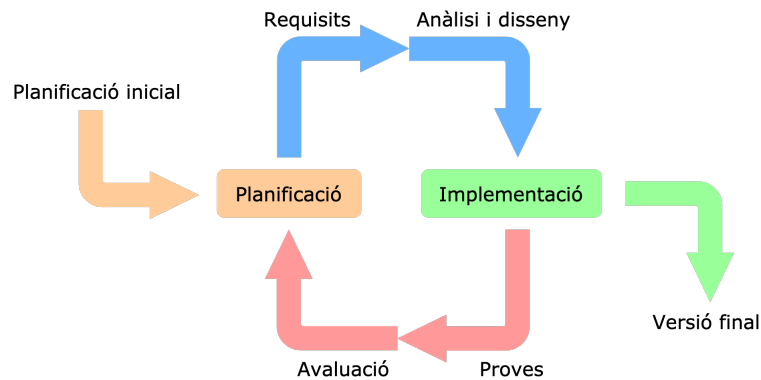 Requisits
Anàlisi i disseny
Planificació inicial
Planificació
Implementació
Versió final
Avaluació
Proves